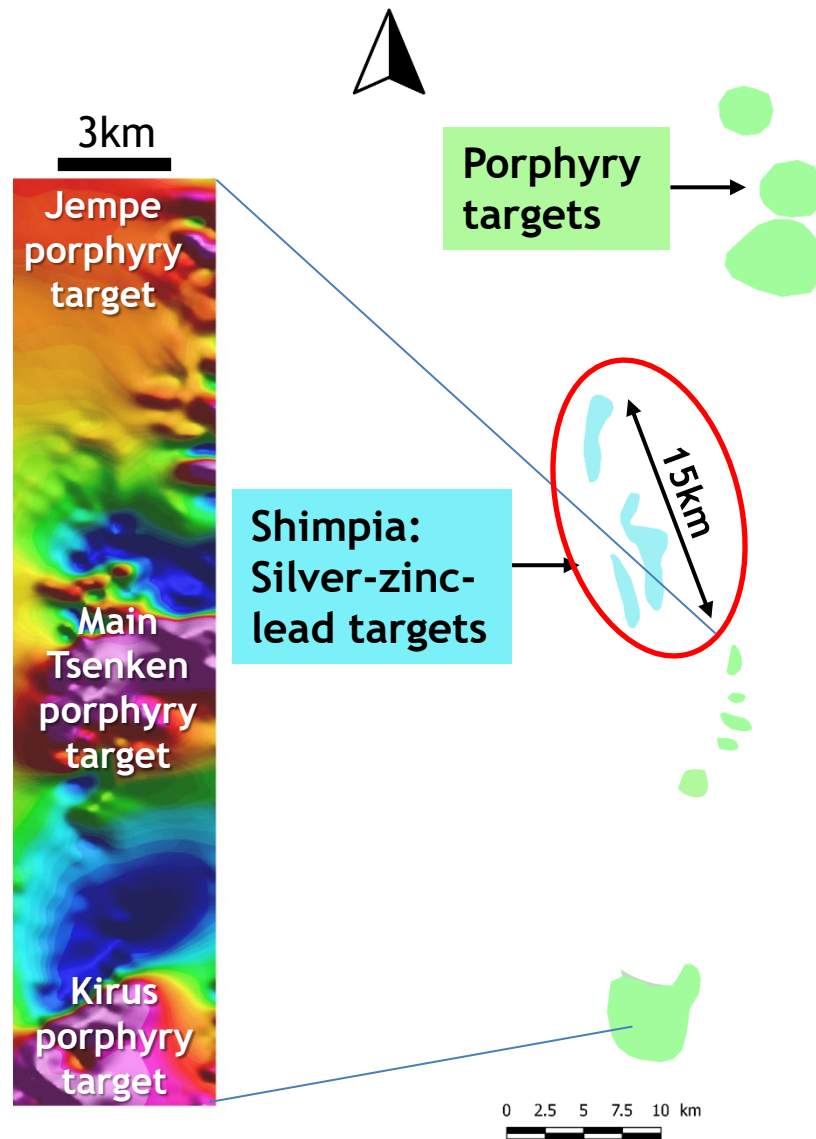 3km
Jempe
porphyry
target
Main
Tsenken
porphyry
target
Kirus
porphyry
target
Porphyry
targets
15km
Shimpia:
Silver-zinc-
lead targets
0 2.5 5 7.5 10 km